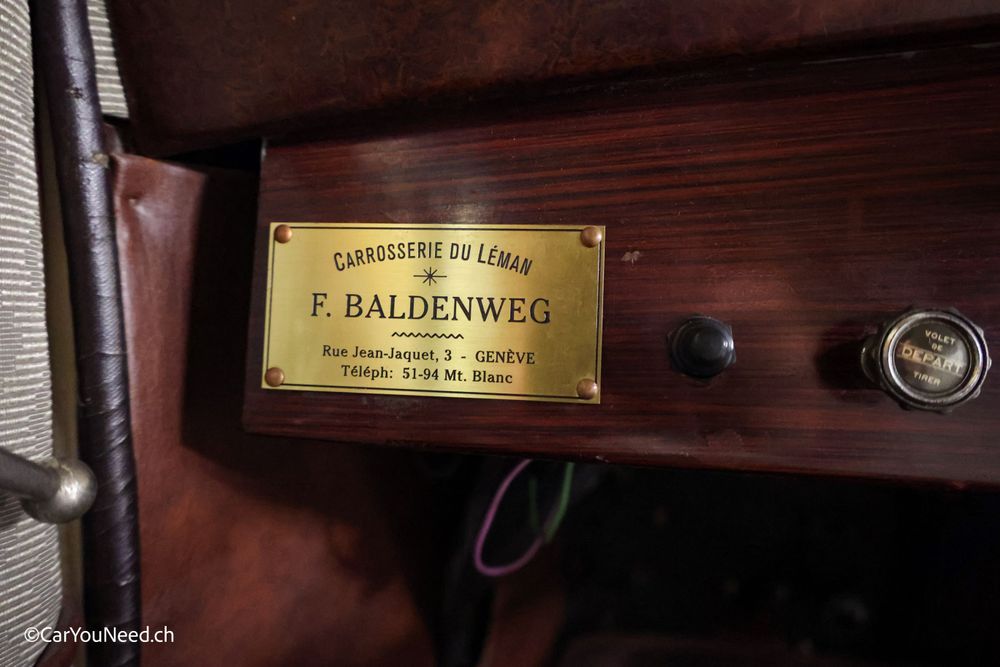 CARROSSERIE DU LÉMAN
F. BALDENWEG
Rue Jean-Jaquet, 3 - GENÈVE
Téléph: 51-94 Mt. Blanc
VOLET
DE
DEPART
TIRER
©CarYouNeed.ch